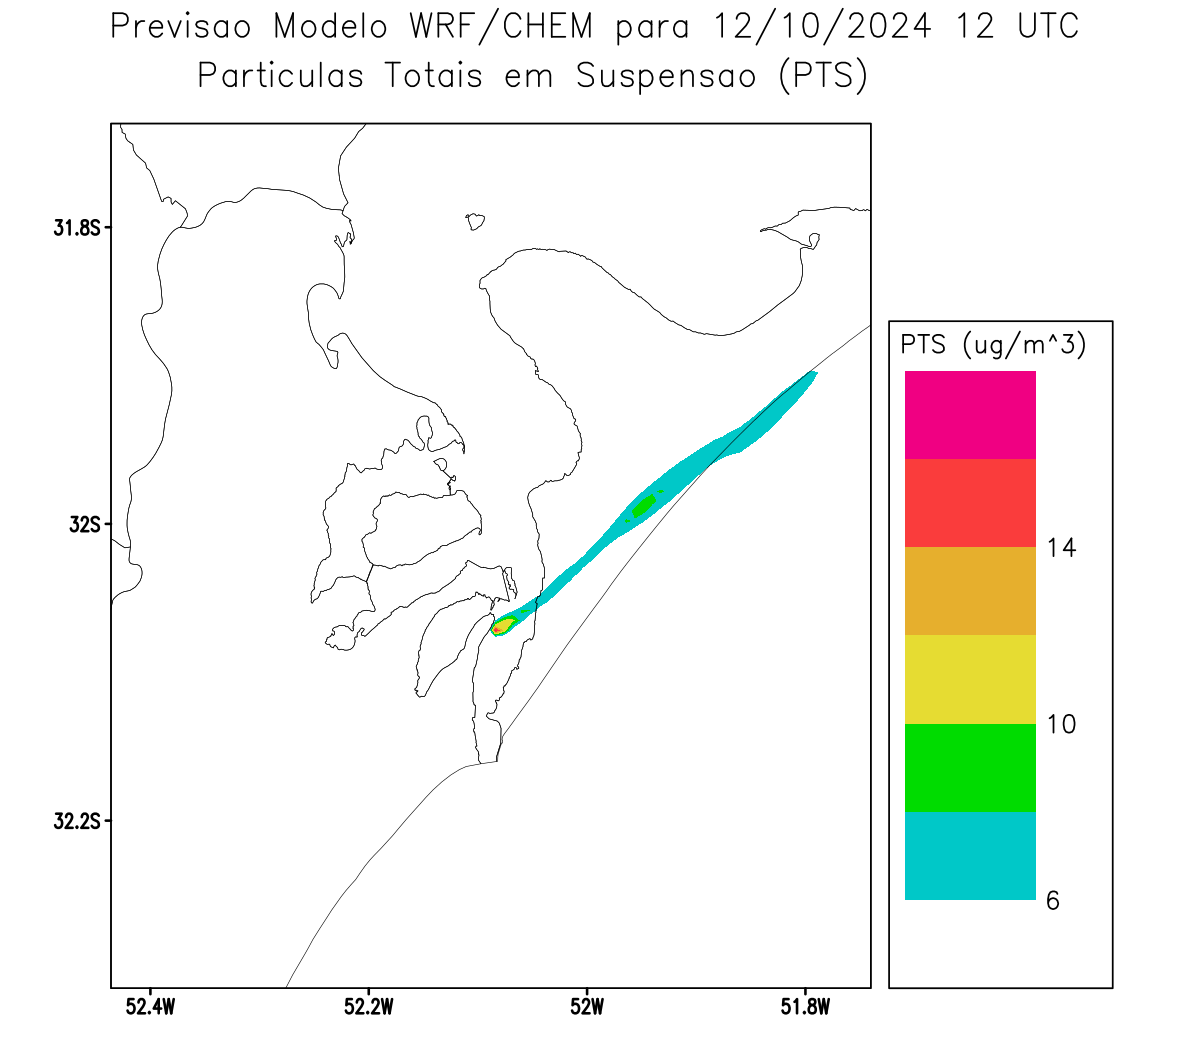 Previsao Modelo WRF/CHEM para 12/10/2024 12 UTC
Particulas Totais em Suspensao (PTS)
31.8S
32S
32.2S
52.4W 52.2W 52W 51.8W
PTS (ug/m^3)
14
10
6